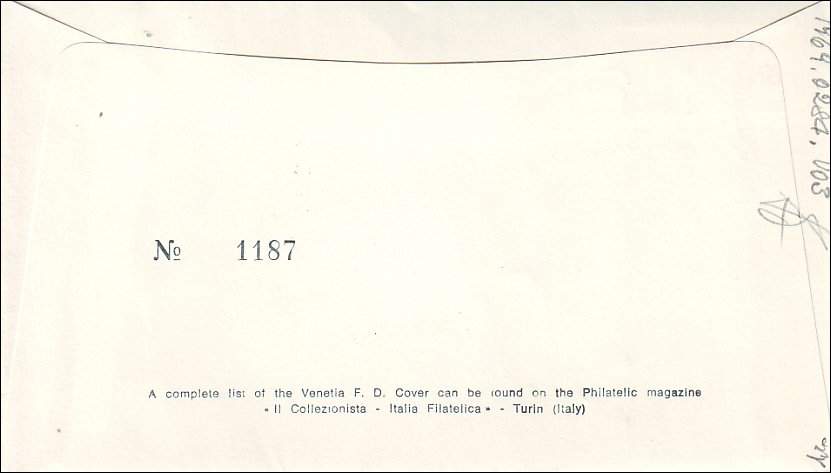 № 1187
A complete list of the Venetia F. D. Cover can be found on the Philatelic magazine
« Il Collezionista - Italia Filatelica » - Turin (Italy)